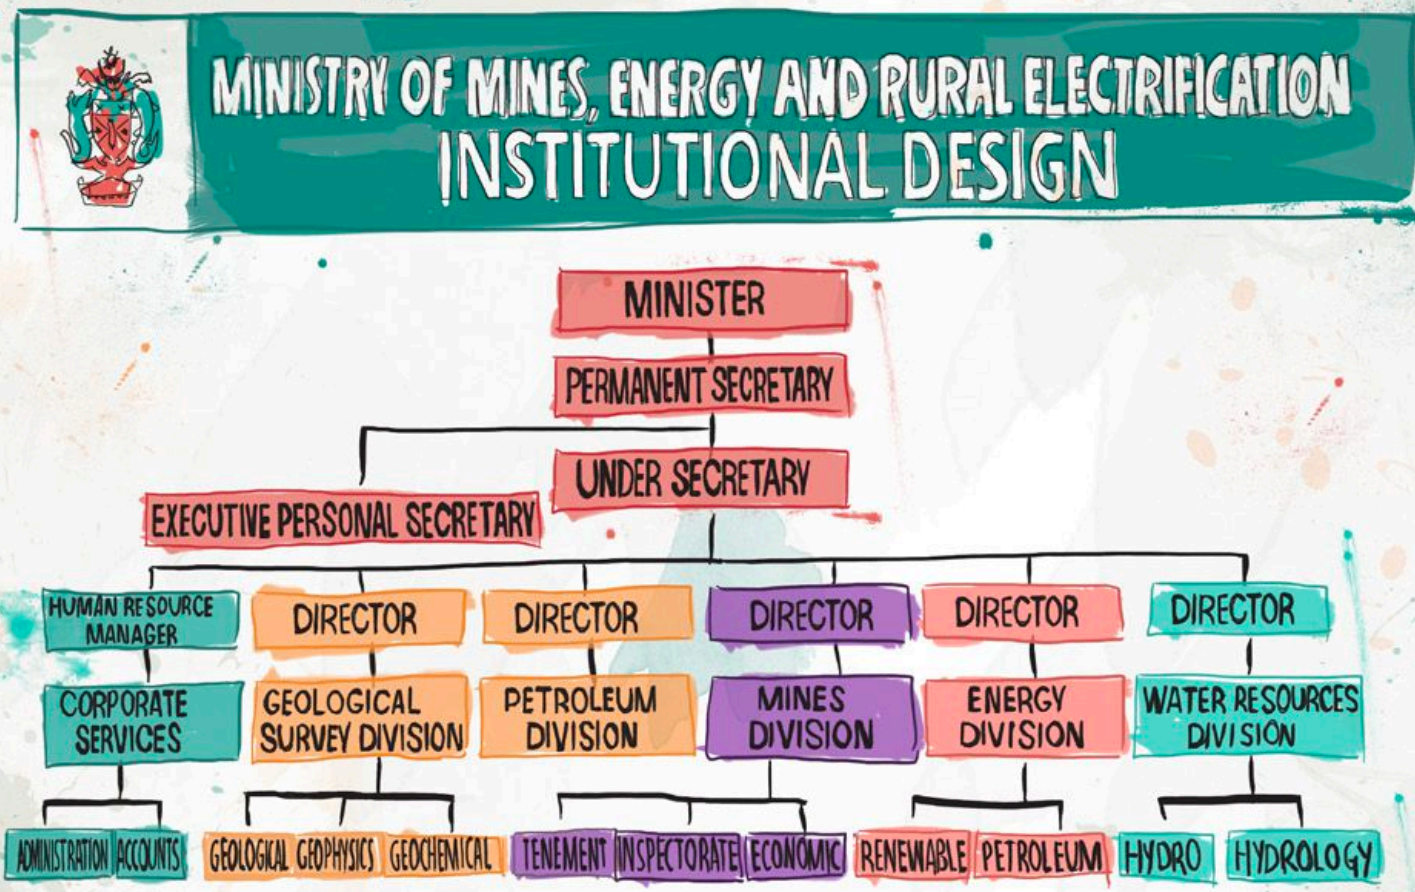 MINISTRY OF MINES, ENERGY AND RURAL ELECTRIFICATION
INSTITUTIONAL DESIGN
MINISTER
PERMANENT SECRETARY
UNDER SECRETARY
EXECUTIVE PERSONAL SECRETARY
HUMAN RESOURCE
MANAGER
DIRECTOR
DIRECTOR
DIRECTOR
DIRECTOR
DIRECTOR
CORPORATE
SERVICES
GEOLOGICAL
SURVEY DIVISION
PETROLEUM
DIVISION
MINES
DIVISION
ENERGY
DIVISION
WATER RESOURCES
DIVISION
ADMINISTRATION
ACCOUNTS
GEOLOGICAL
GEOPHYSICS
GEOCHEMICAL
TENEMENT
INSPECTORATE
ECONOMIC
RENEWABLE
PETROLEUM
HYDRO
HYDROLOGY